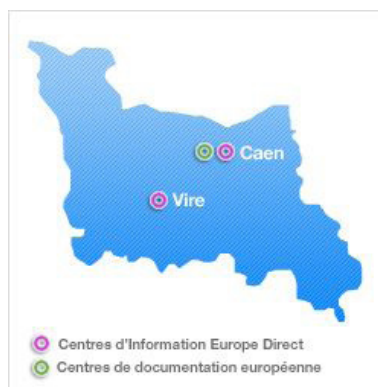 Caen
Vire
Centres d'Information Europe Direct
Centres de documentation européenne